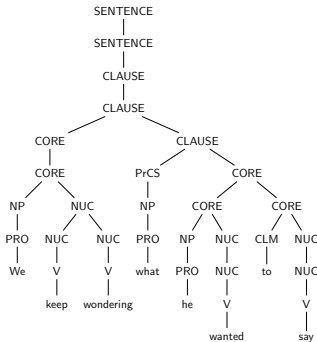 SENTENCE
SENTENCE
CLAUSE
CLAUSE
CORE CLAUSE
CORE PrCS CORE
NP NUC NP CORE CORE
PRO NUC NUC PRO NP NUC CLM NUC
We V V what PRO NUC to NUC
keep wondering he V V
wanted say